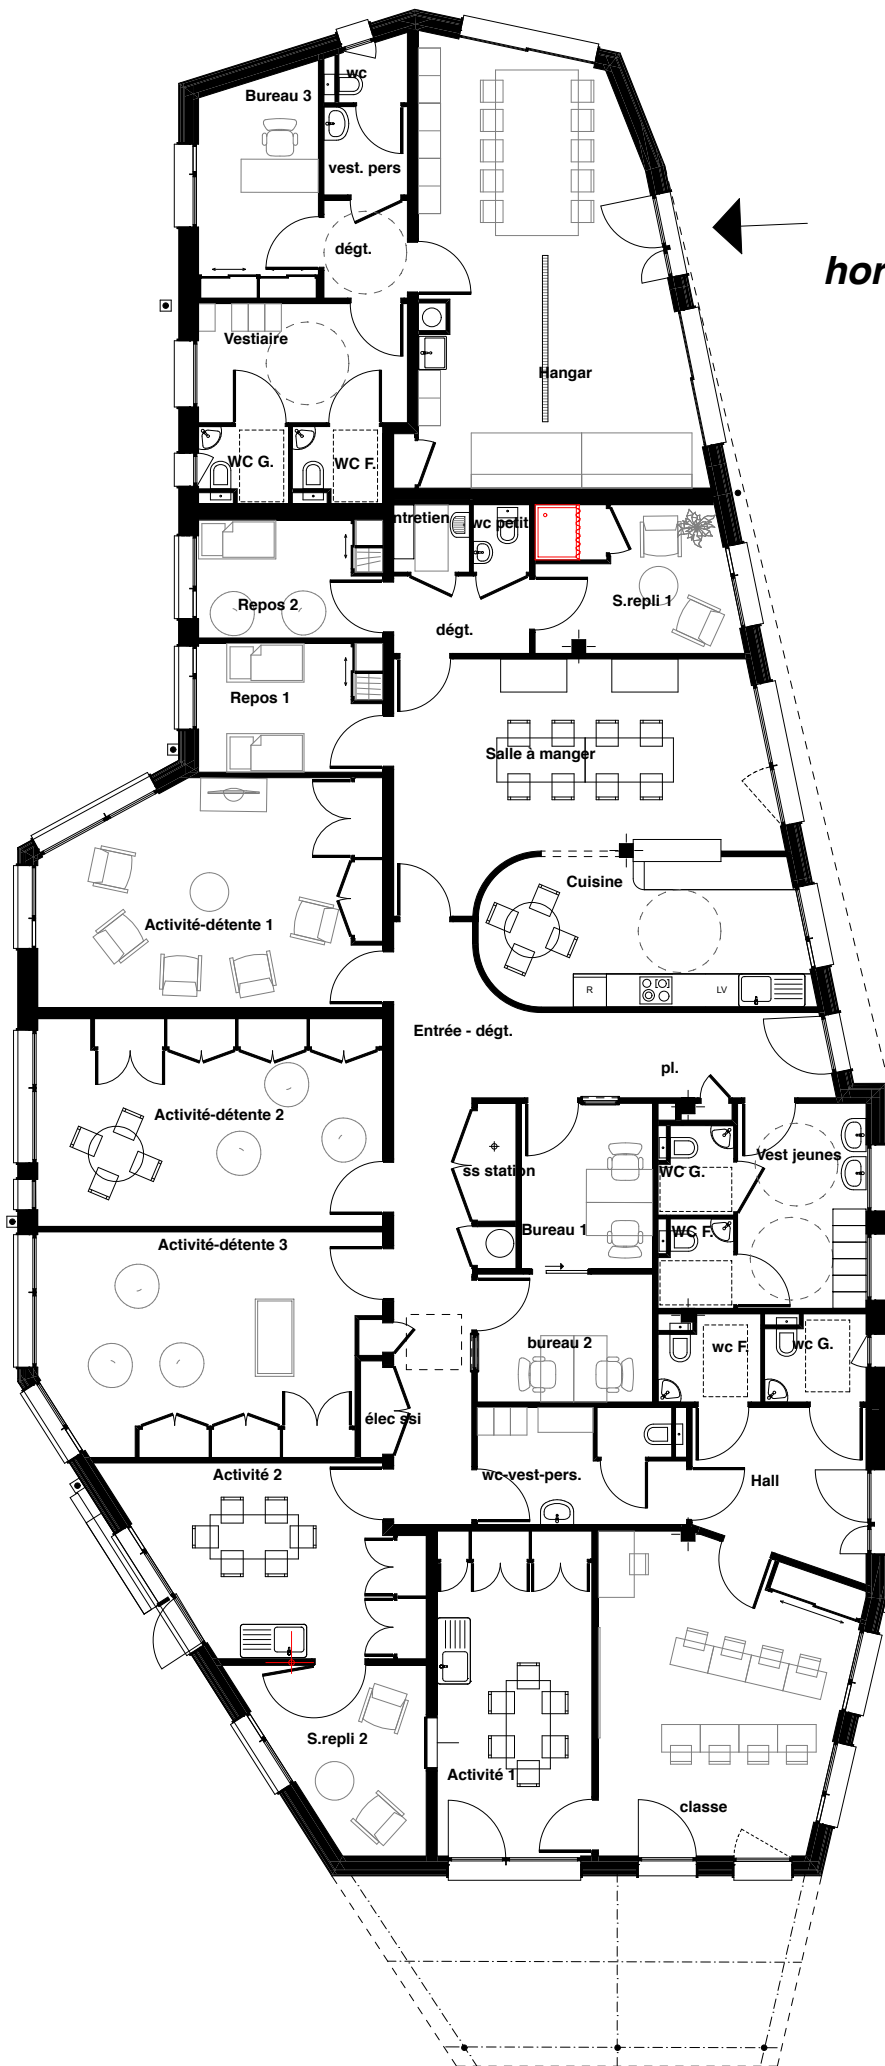 wc
Bureau 3
vest. pers
dégt.
hor
Vestiaire
Hangar
WC G.
WC F.
ntretien
wc petit
Repos 2
S.repli 1
dégt.
Repos 1
Salle à manger
Cuisine
Activité-détente 1
R
LV
Entrée - dégt.
pl.
Activité-détente 2
Vest jeunes
ss station
WC G.
Bureau 1
WC F.
Activité-détente 3
bureau 2
wc F.
wc G.
élec ssi
Activité 2
wc-vest-pers.
Hall
S.repli 2
Activité 1
classe